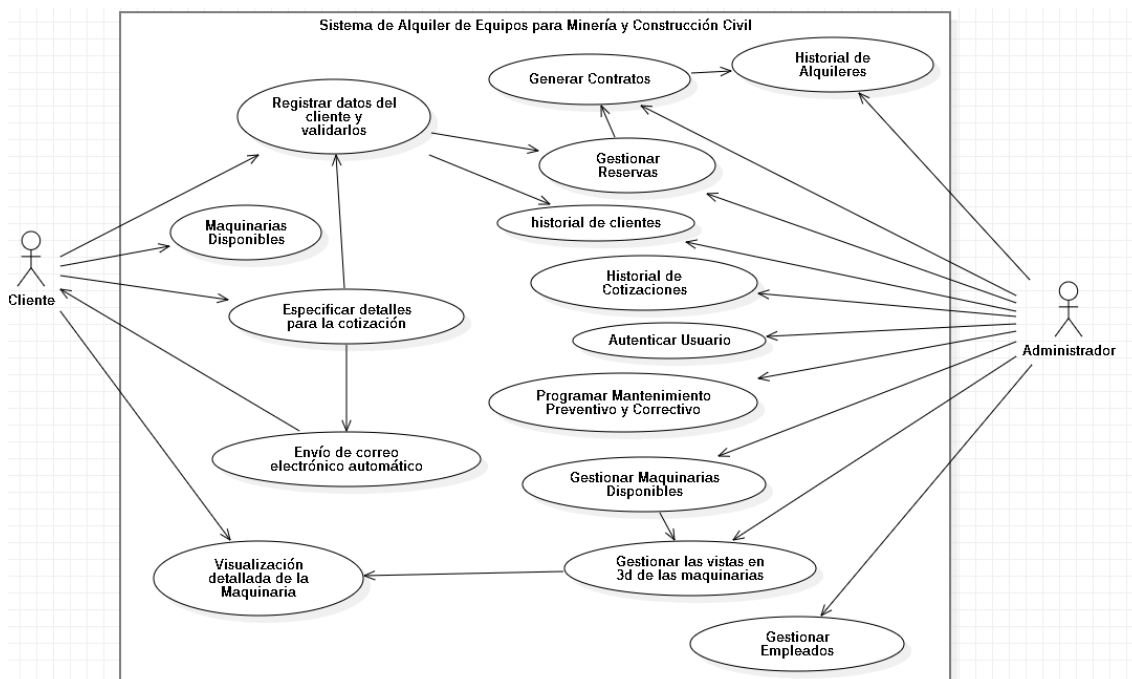 Sistema de Alquiler de Equipos para Minería y Construcción Civil
Historial de
Alquileres
Generar Contratos
Registrar datos del
cliente y
validarlos
Gestionar
Reservas
Maquinarias
Disponibles
historial de clientes
Historial de
Cotizaciones
Cliente
Especificar detalles
para la cotización
Autenticar Usuario
Administrador
Programar Mantenimiento
Preventivo y Correctivo
Envío de correo
electrónico automático
Gestionar Maquinarias
Disponibles
Visualización
detallada de la
Maquinaria
Gestionar las vistas en
3d de las maquinarias
Gestionar
Empleados